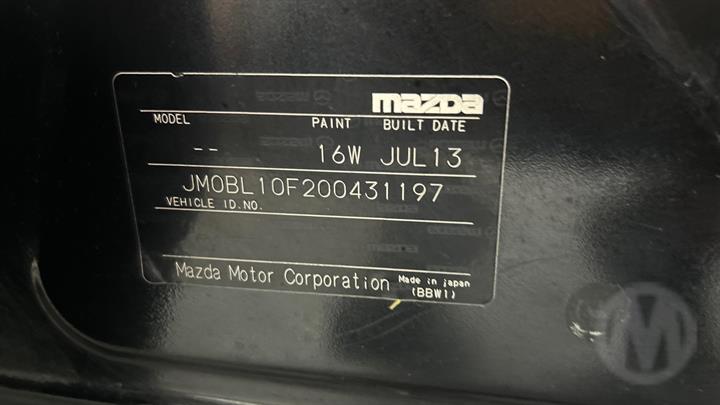 mazda
MODEL PAINT BUILT DATE
-- 16W JUL13
JM0BL10F200431197
VEHICLE ID.NO.
Mazda Motor Corporation Made in japan
(BBW1)
M